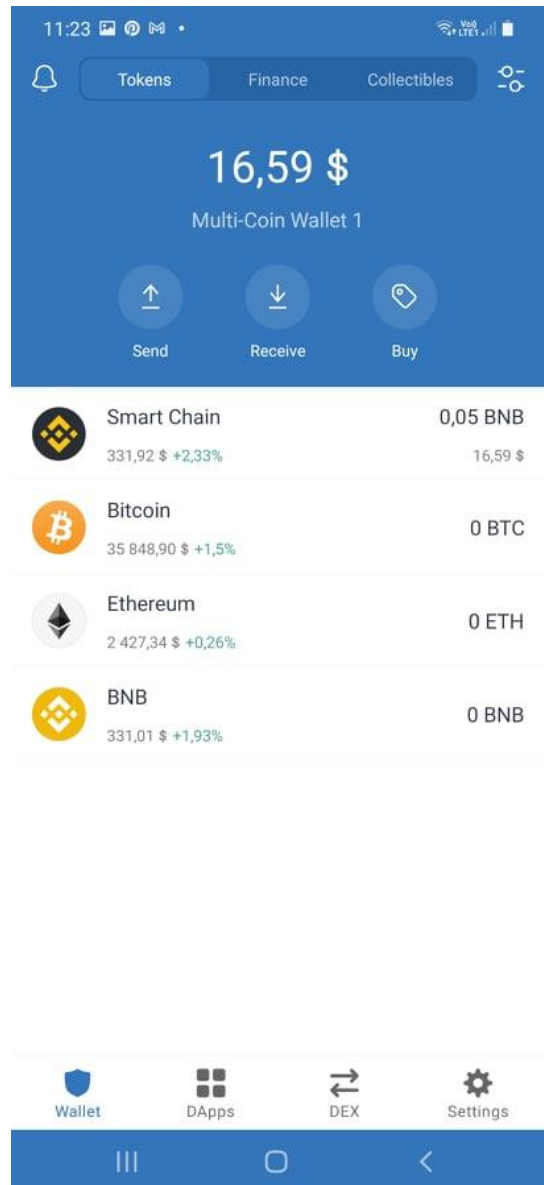 11:23
Vo)) LTE1
Tokens Finance Collectibles
16,59 $
Multi-Coin Wallet 1
Send Receive Buy
Smart Chain 0,05 BNB
331,92 $ +2,33% 16,59 $
Bitcoin 0 BTC
35 848,90 $ +1,5%
Ethereum 0 ETH
2 427,34 $ +0,26%
BNB 0 BNB
331,01 $ +1,93%
Wallet DApps DEX Settings